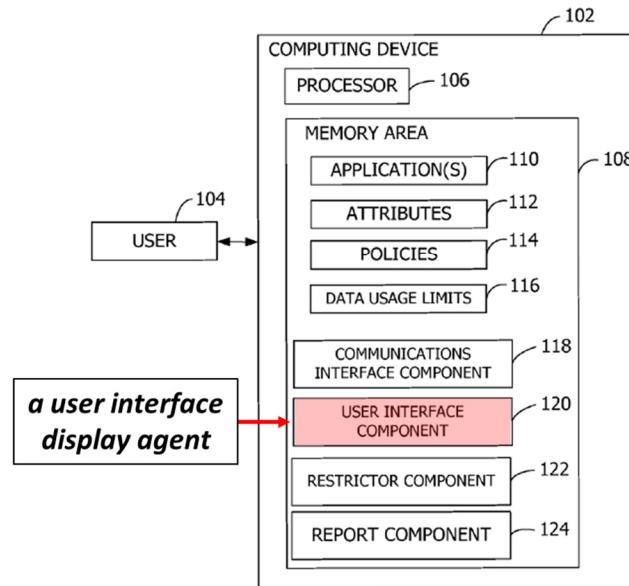 102
COMPUTING DEVICE
PROCESSOR
106
MEMORY AREA
108
APPLICATION(S)
110
104
ATTRIBUTES
112
USER
POLICIES
114
DATA USAGE LIMITS
116
COMMUNICATIONS
INTERFACE COMPONENT
118
a user interface
display agent
USER INTERFACE
COMPONENT
120
RESTRICTOR COMPONENT
122
REPORT COMPONENT
124